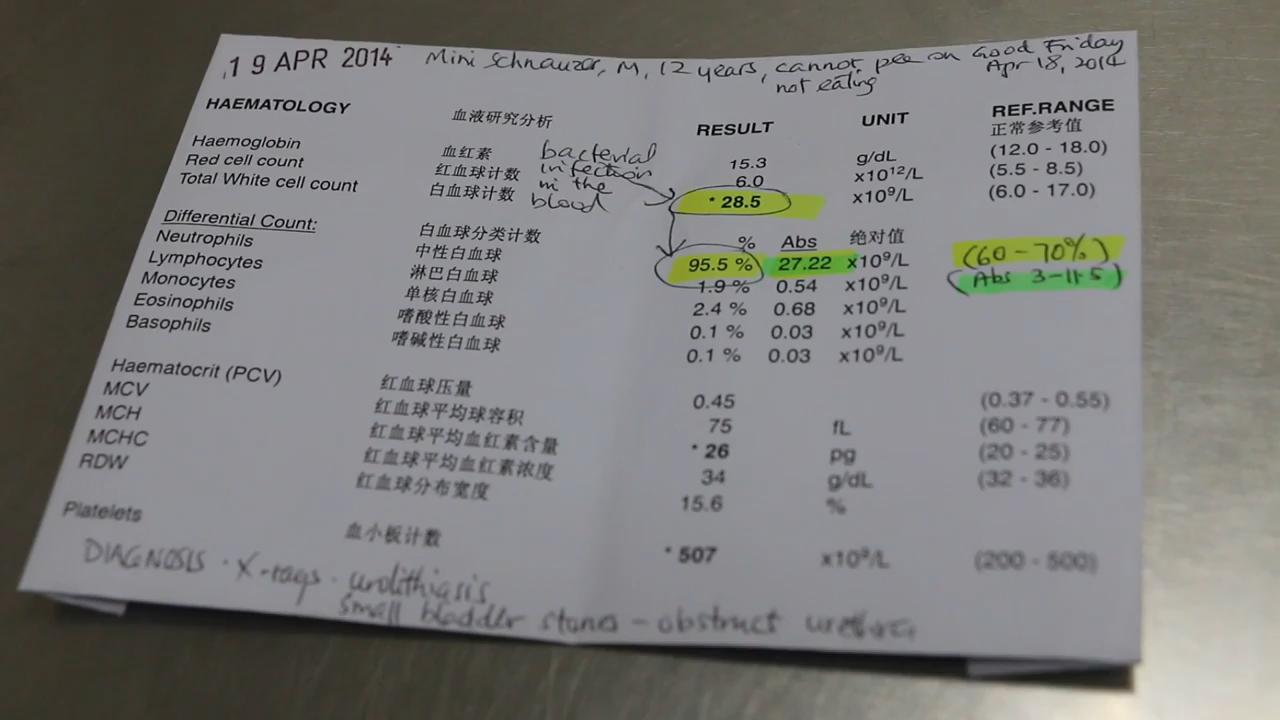 19 APR 2014 Mini Schnauzer, M, 12 years, cannot pee on Good Friday
not eating Apr 18, 2014
HAEMATOLOGY 血液研究分析 RESULT UNIT REF.RANGE
正常参考值
Haemoglobin 血红素 15.3 g/dL (12.0 - 18.0)
Red cell count 红血球计数 6.0 x10¹²/L (5.5 - 8.5)
Total White cell count 白血球计数 * 28.5 x10⁹/L (6.0 - 17.0)
bacterial
infection
in the
blood
Differential Count: 白血球分类计数 % Abs 绝对值
Neutrophils 中性白血球 95.5 % 27.22 x10⁹/L (60 - 70%)
(Abs 3-11.5)
Lymphocytes 淋巴白血球 1.9 % 0.54 x10⁹/L
Monocytes 单核白血球 2.4 % 0.68 x10⁹/L
Eosinophils 嗜酸性白血球 0.1 % 0.03 x10⁹/L
Basophils 嗜碱性白血球 0.1 % 0.03 x10⁹/L
Haematocrit (PCV) 红血球压量 0.45 (0.37 - 0.55)
MCV 红血球平均球容积 75 fL (60 - 77)
MCH 红血球平均血红素含量 * 26 pg (20 - 25)
MCHC 红血球平均血红素浓度 34 g/dL (32 - 36)
RDW 红血球分布宽度 15.6 %
Platelets 血小板计数 * 507 x10⁹/L (200 - 500)
DIAGNOSIS · X-rays · urolithiasis
small bladder stones - obstruct urethra